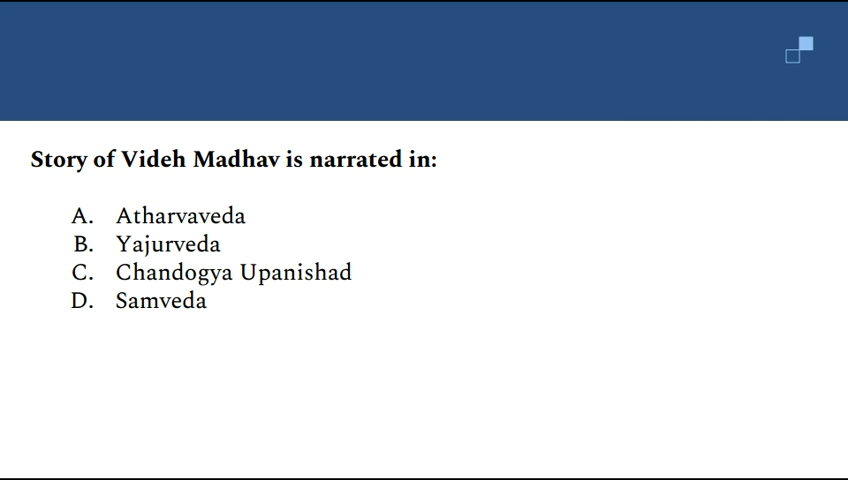 Story of Videh Madhav is narrated in:
A. Atharvaveda
B. Yajurveda
C. Chandogya Upanishad
D. Samveda